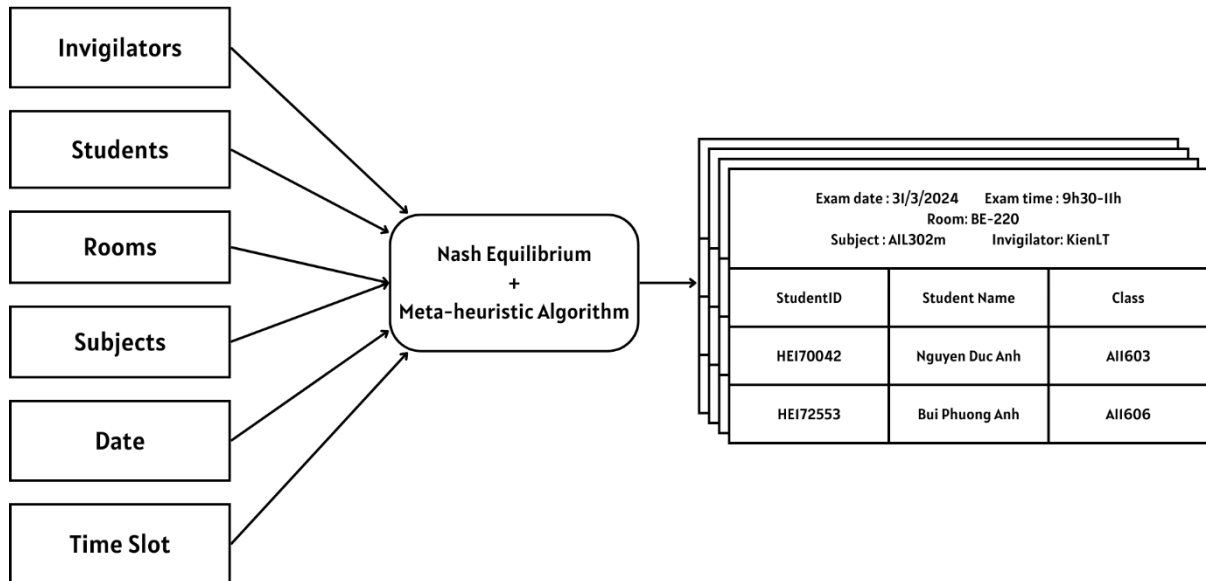 Invigilators
Students
Rooms
Subjects
Date
Time Slot
Nash Equilibrium
+
Meta-heuristic Algorithm
Exam date : 31/3/2024 Exam time : 9h30-11h
Room: BE-220
Subject : AIL302m Invigilator: KienLT
StudentID Student Name Class
HE170042 Nguyen Duc Anh AI1603
HE172553 Bui Phuong Anh AI1606